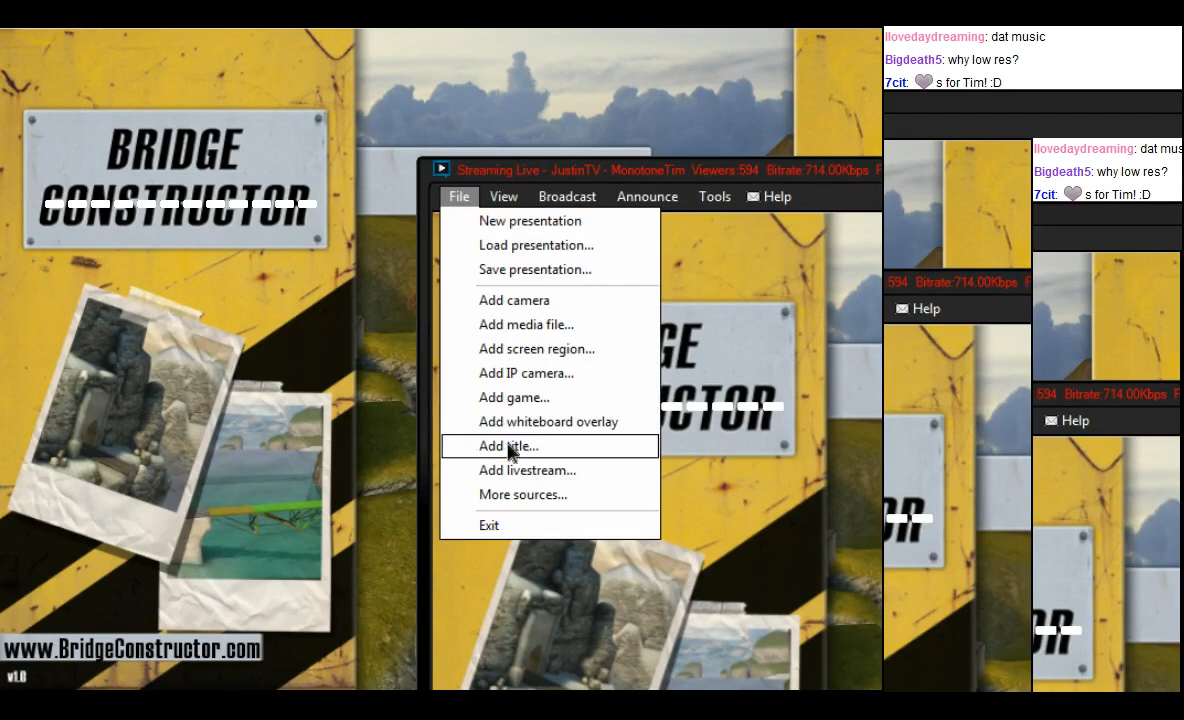 BRIDGE
CONSTRUCTOR
www.BridgeConstructor.com
v1.0
Streaming Live - JustinTV - MonotoneTim Viewers:594 Bitrate:714.00Kbps F
File View Broadcast Announce Tools Help
New presentation
Load presentation...
Save presentation...
Add camera
Add media file...
Add screen region...
Add IP camera...
Add game...
Add whiteboard overlay
Add title...
Add livestream...
More sources...
Exit
GE
CTOR
llovedaydreaming: dat music
Bigdeath5: why low res?
7cit: s for Tim! :D
594 Bitrate:714.00Kbps F
Help
OR
llovedaydreaming: dat mus
Bigdeath5: why low res?
7cit: s for Tim! :D
594 Bitrate:714.00Kbps F
Help
OR